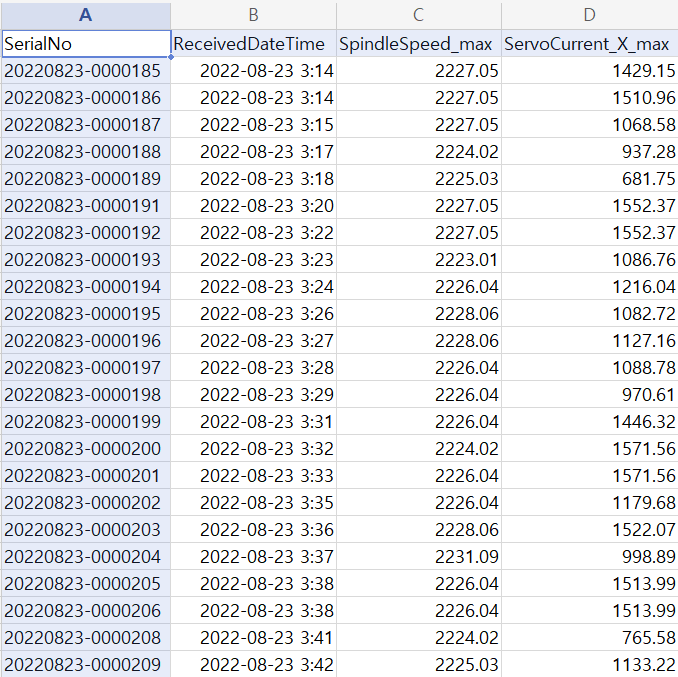 A B C D
SerialNo ReceivedDateTime SpindleSpeed_max ServoCurrent_X_max
20220823-0000185 2022-08-23 3:14 2227.05 1429.15
20220823-0000186 2022-08-23 3:14 2227.05 1510.96
20220823-0000187 2022-08-23 3:15 2227.05 1068.58
20220823-0000188 2022-08-23 3:17 2224.02 937.28
20220823-0000189 2022-08-23 3:18 2225.03 681.75
20220823-0000191 2022-08-23 3:20 2227.05 1552.37
20220823-0000192 2022-08-23 3:22 2227.05 1552.37
20220823-0000193 2022-08-23 3:23 2223.01 1086.76
20220823-0000194 2022-08-23 3:24 2226.04 1216.04
20220823-0000195 2022-08-23 3:26 2228.06 1082.72
20220823-0000196 2022-08-23 3:27 2228.06 1127.16
20220823-0000197 2022-08-23 3:28 2226.04 1088.78
20220823-0000198 2022-08-23 3:29 2226.04 970.61
20220823-0000199 2022-08-23 3:31 2226.04 1446.32
20220823-0000200 2022-08-23 3:32 2224.02 1571.56
20220823-0000201 2022-08-23 3:33 2226.04 1571.56
20220823-0000202 2022-08-23 3:35 2226.04 1179.68
20220823-0000203 2022-08-23 3:36 2228.06 1522.07
20220823-0000204 2022-08-23 3:37 2231.09 998.89
20220823-0000205 2022-08-23 3:38 2226.04 1513.99
20220823-0000206 2022-08-23 3:38 2226.04 1513.99
20220823-0000208 2022-08-23 3:41 2224.02 765.58
20220823-0000209 2022-08-23 3:42 2225.03 1133.22